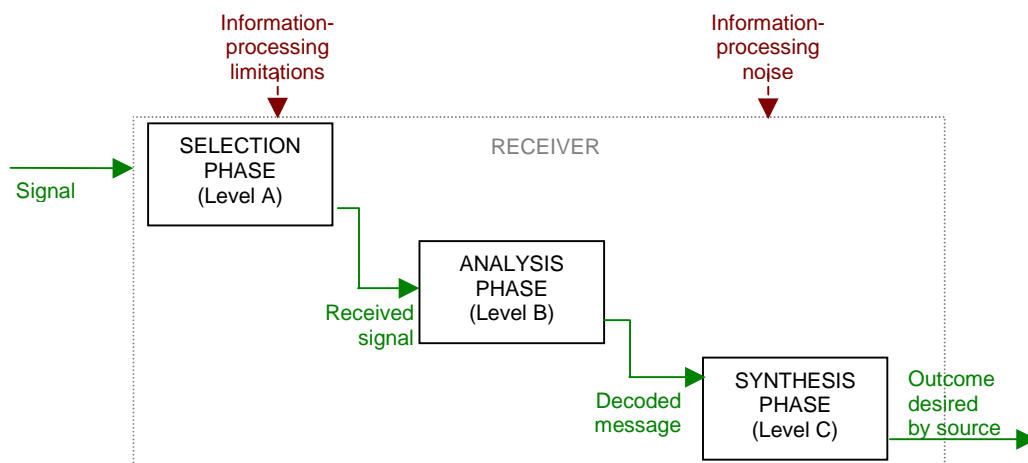 Information-
processing
limitations
Information-
processing
noise
SELECTION
PHASE
(Level A)
RECEIVER
Signal
ANALYSIS
PHASE
(Level B)
Received
signal
SYNTHESIS
PHASE
(Level C)
Decoded
message
Outcome
desired
by source